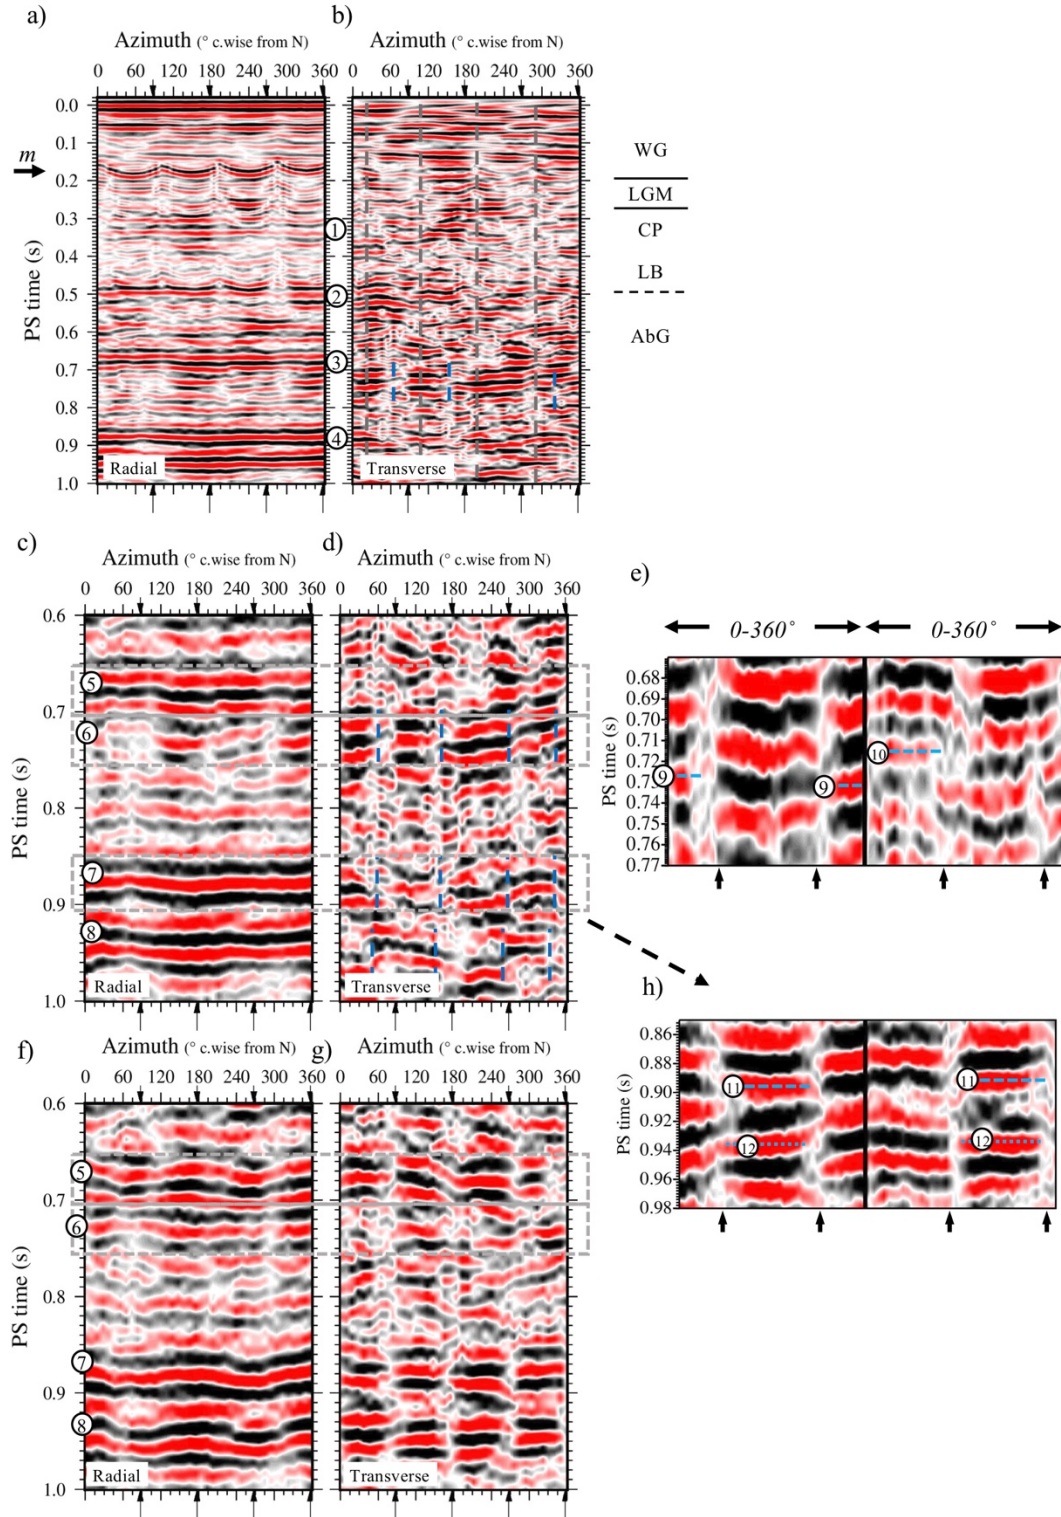 a)
b)
Azimuth (° c.wise from N)
Azimuth (° c.wise from N)
0 60 120 180 240 300 360
0 60 120 180 240 300 360
m
PS time (s)
0.0
0.1
0.2
0.3
0.4
0.5
0.6
0.7
0.8
0.9
1.0
1
2
3
4
Radial
Transverse
WG
LGM
CP
LB
AbG
c)
d)
Azimuth (° c.wise from N)
Azimuth (° c.wise from N)
0 60 120 180 240 300 360
0 60 120 180 240 300 360
PS time (s)
0.6
0.7
0.8
0.9
1.0
5
6
7
8
Radial
Transverse
e)
0-360°
0-360°
PS time (s)
0.68
0.69
0.70
0.71
0.72
0.73
0.74
0.75
0.76
0.77
9
9
10
h)
PS time (s)
0.86
0.88
0.90
0.92
0.94
0.96
0.98
11
11
12
12
f)
g)
Azimuth (° c.wise from N)
Azimuth (° c.wise from N)
0 60 120 180 240 300 360
0 60 120 180 240 300 360
PS time (s)
0.6
0.7
0.8
0.9
1.0
5
6
7
8
Radial
Transverse